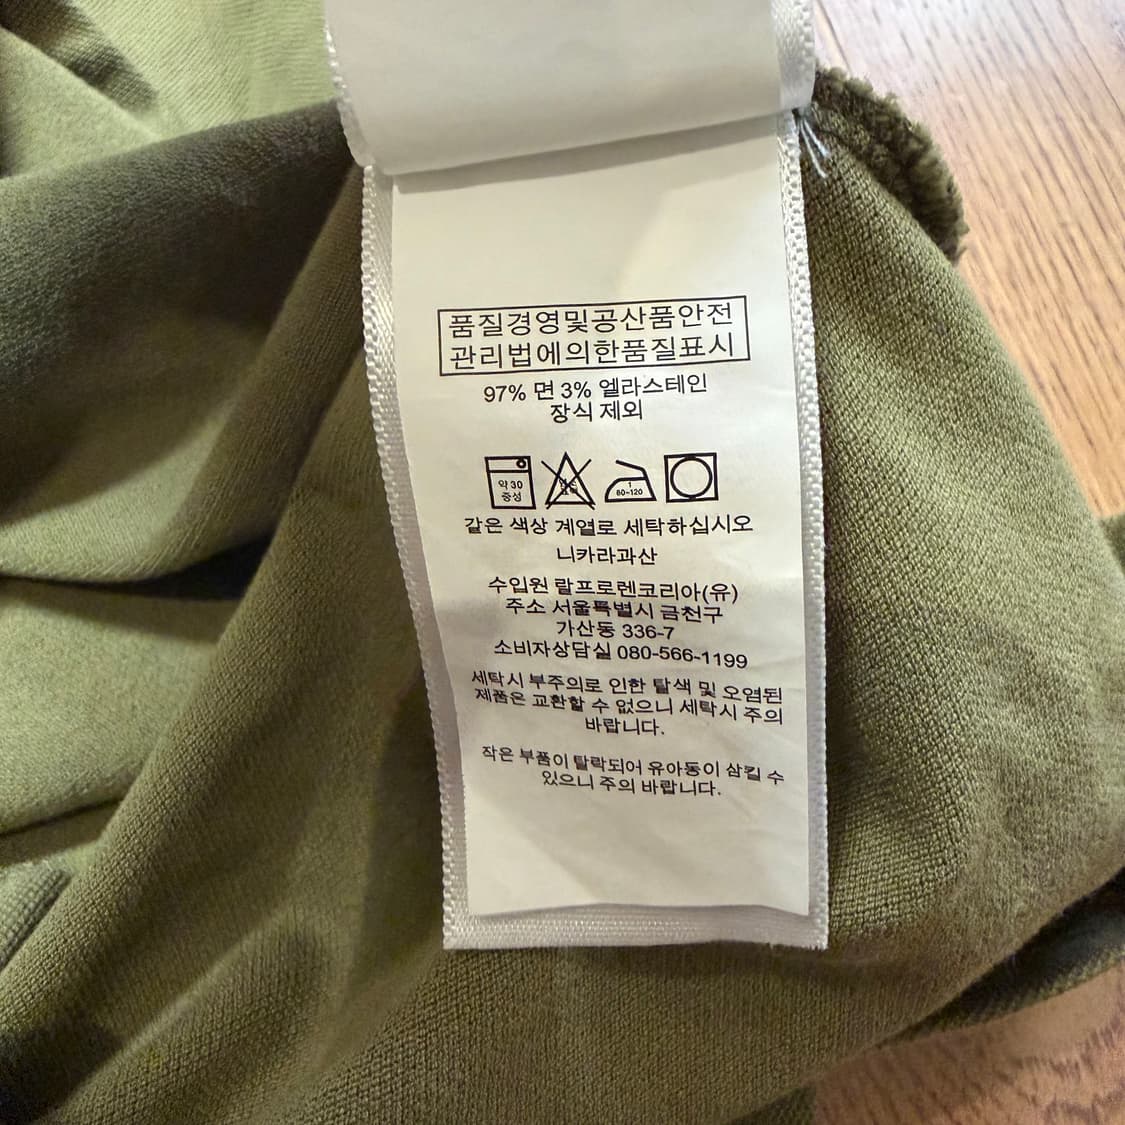 품질경영및공산품안전
관리법에의한품질표시
97% 면 3% 엘라스테인
장식 제외
약 30
중성
1
80~120
같은 색상 계열로 세탁하십시오
니카라과산
수입원 랄프로렌코리아(유)
주소 서울특별시 금천구
가산동 336-7
소비자상담실 080-566-1199
세탁시 부주의로 인한 탈색 및 오염된
제품은 교환할 수 없으니 세탁시 주의
바랍니다.
작은 부품이 탈락되어 유아동이 삼킬 수
있으니 주의 바랍니다.